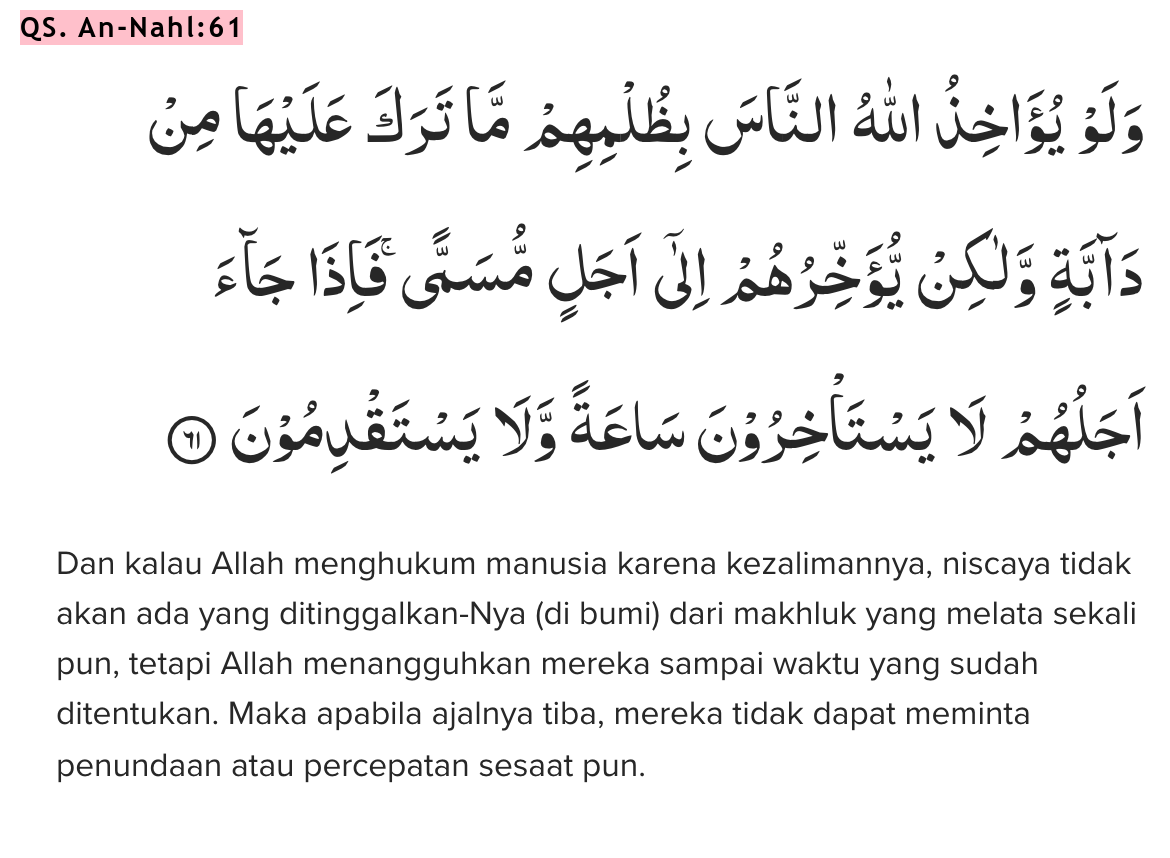 QS. An-Nahl:61
وَلَوْ يُؤَاخِذُ اللّٰهُ النَّاسَ بِظُلْمِهِمْ مَّا تَرَكَ عَلَيْهَا مِنْ
دَاۤبَّةٍ وَّلٰكِنْ يُّؤَخِّرُهُمْ اِلٰٓى اَجَلٍ مُّسَمًّىۚ فَاِذَا جَاۤءَ
اَجَلُهُمْ لَا يَسْتَأْخِرُوْنَ سَاعَةً وَّلَا يَسْتَقْدِمُوْنَ ٦١
Dan kalau Allah menghukum manusia karena kezalimannya, niscaya tidak
akan ada yang ditinggalkan-Nya (di bumi) dari makhluk yang melata sekali
pun, tetapi Allah menangguhkan mereka sampai waktu yang sudah
ditentukan. Maka apabila ajalnya tiba, mereka tidak dapat meminta
penundaan atau percepatan sesaat pun.